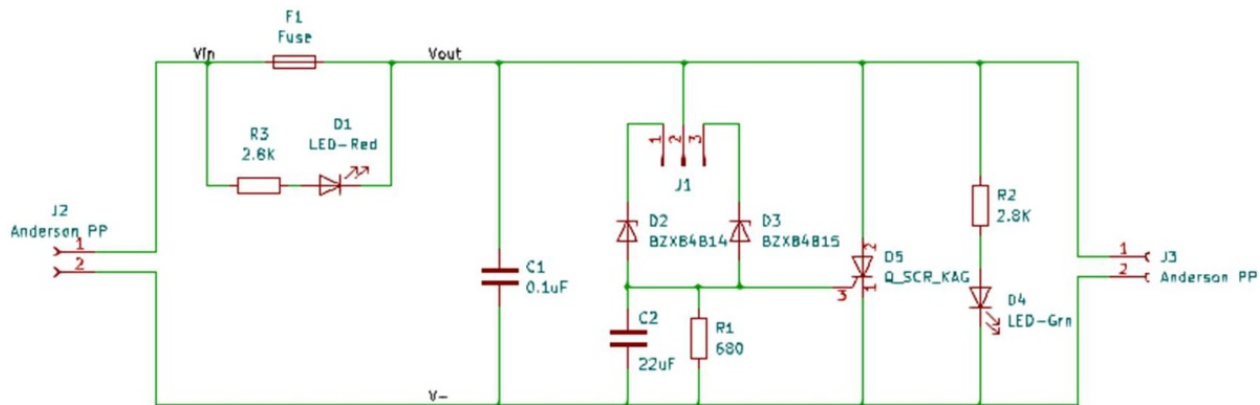 F1
Fuse
Vin
Vout
R3
2.8K
D1
LED-Red
J2
Anderson PP
1
2
C1
0.1uF
1
2
3
J1
D2
BZX84B14
D3
BZX84B15
2
D5
Q_SCR_KAG
1
3
C2
22uF
R1
680
R2
2.8K
D4
LED-Grn
1
2
J3
Anderson PP
V-